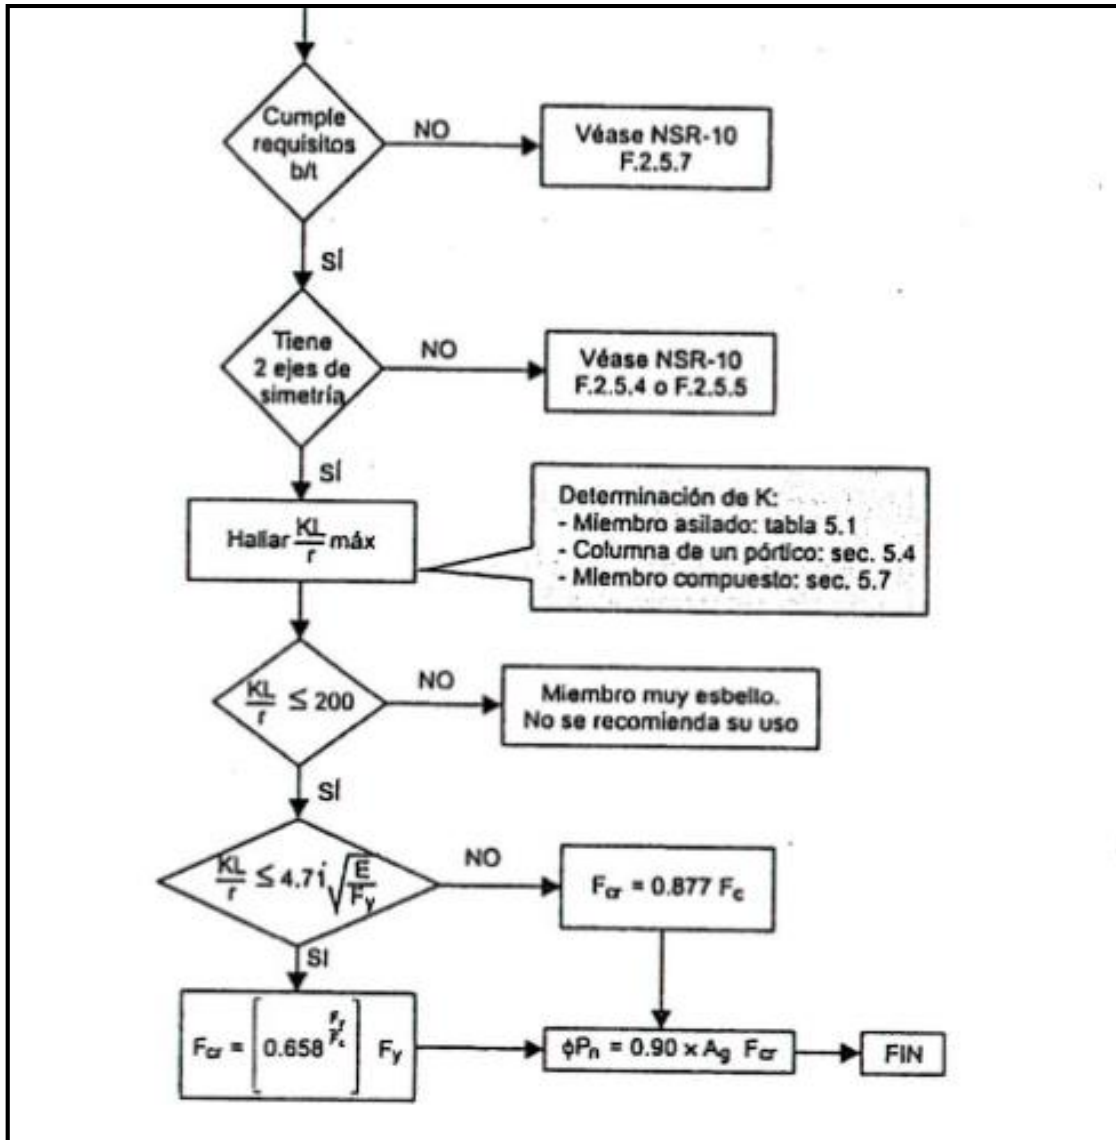 Cumple
requisitos
b/t
NO
Véase NSR-10
F.2.5.7
SÍ
Tiene
2 ejes de
simetría
NO
Véase NSR-10
F.2.5.4 o F.2.5.5
SÍ
Hallar KL/r máx
Determinación de K:
- Miembro asilado: tabla 5.1
- Columna de un pórtico: sec. 5.4
- Miembro compuesto: sec. 5.7
KL/r ≤ 200
NO
Miembro muy esbello.
No se recomienda su uso
SÍ
KL/r ≤ 4.71 √(E/Fy)
NO
Fcr = 0.877 Fe
SI
Fcr = [0.658^(Fy/Fe)] Fy
ϕPn = 0.90 × Ag Fcr
FIN